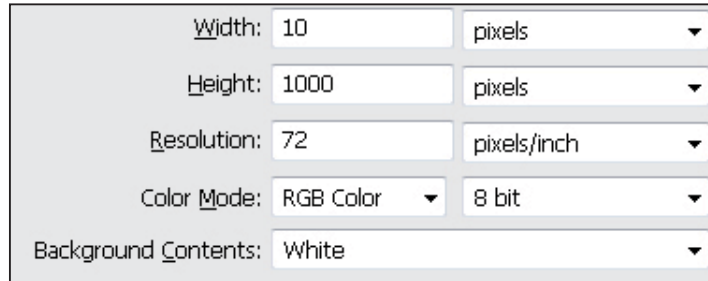 Width: 10 pixels
Height: 1000 pixels
Resolution: 72 pixels/inch
Color Mode: RGB Color 8 bit
Background Contents: White